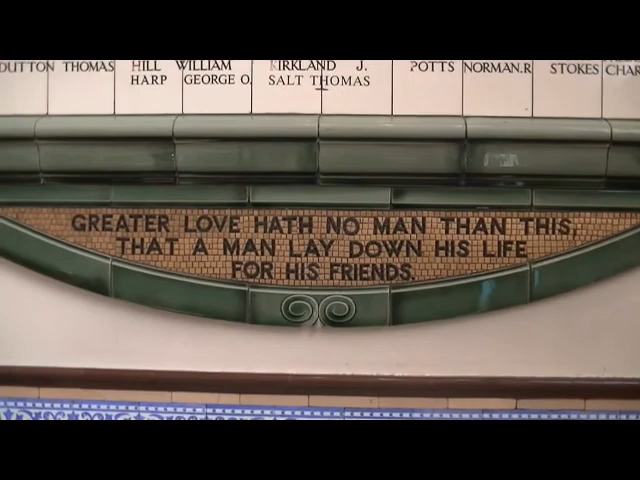 DUTTON THOMAS HILL WILLIAM KIRKLAND J. POTTS NORMAN.R STOKES
HARP GEORGE O. SALT THOMAS
GREATER LOVE HATH NO MAN THAN THIS,
THAT A MAN LAY DOWN HIS LIFE
FOR HIS FRIENDS.